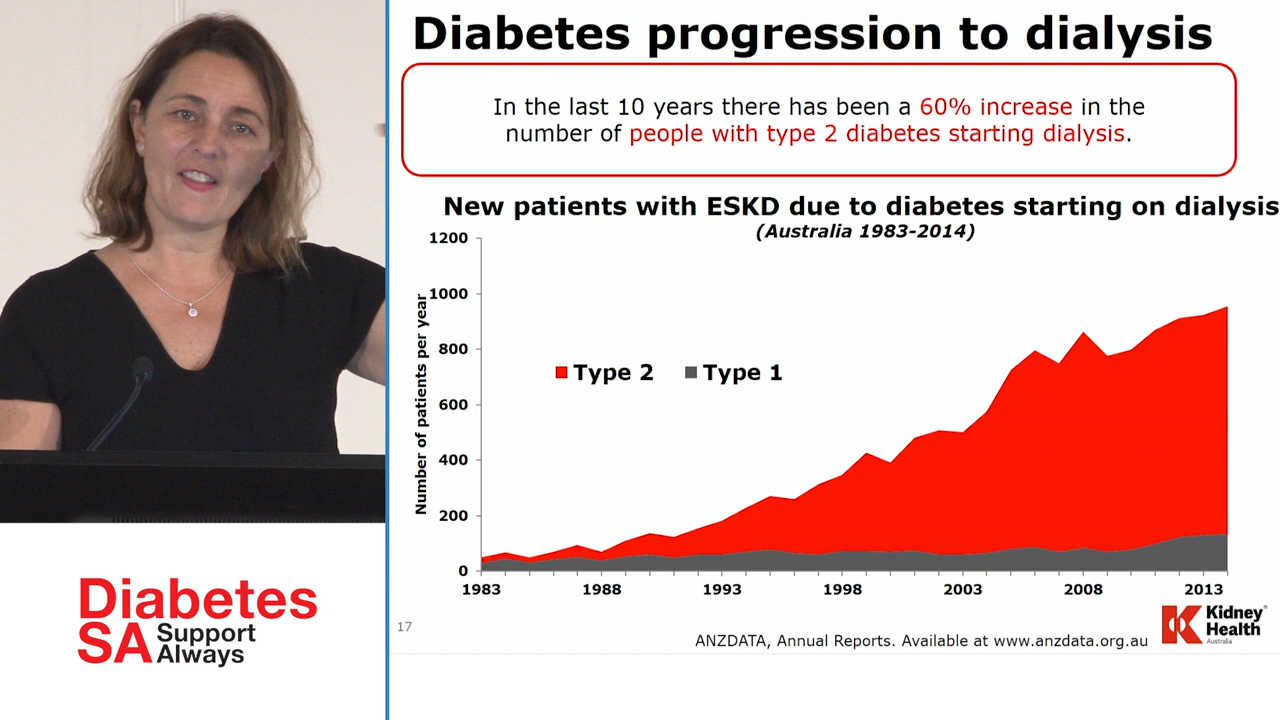 Diabetes progression to dialysis
In the last 10 years there has been a 60% increase in the
number of people with type 2 diabetes starting dialysis.
New patients with ESKD due to diabetes starting on dialysis
(Australia 1983-2014)
Number of patients per year
1200
1000
800
600
400
200
0
Type 2 Type 1
1983 1988 1993 1998 2003 2008 2013
17
ANZDATA, Annual Reports. Available at www.anzdata.org.au
Kidney
Health
Australia
Diabetes
SA Support
Always